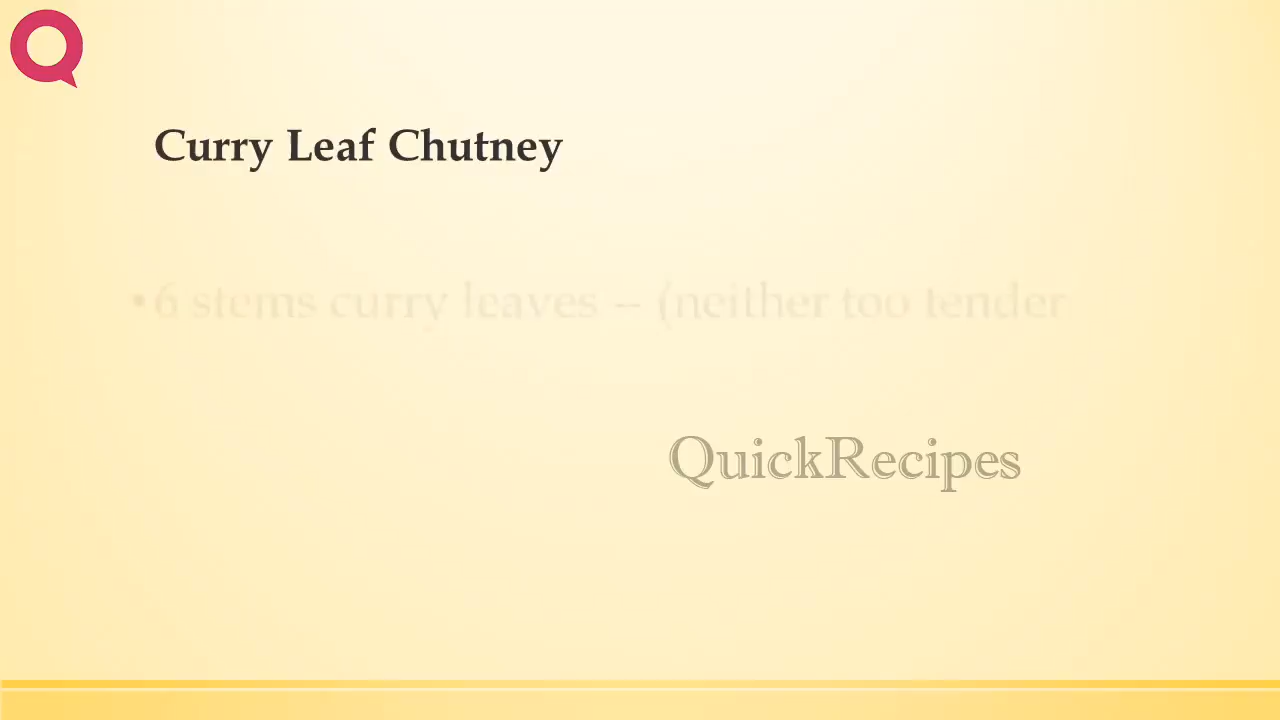 Curry Leaf Chutney
•6 stems curry leaves – (neither too tender
QuickRecipes